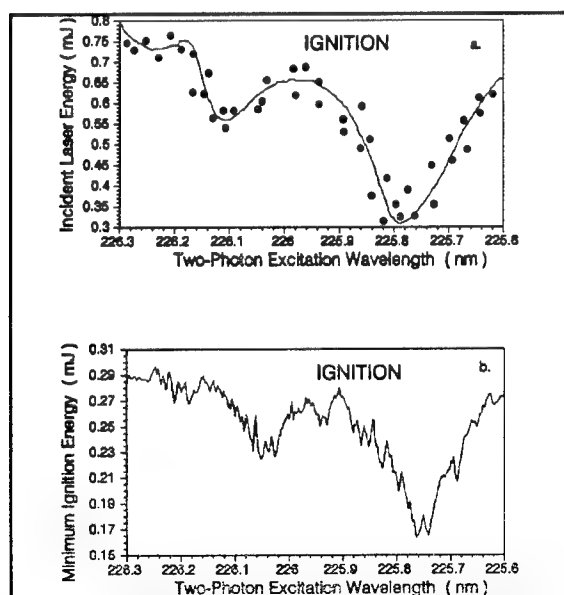 IGNITION a.
Incident Laser Energy (mJ)
0.8
0.75
0.7
0.65
0.6
0.55
0.5
0.45
0.4
0.35
0.3
226.3 226.2 226.1 226 225.9 225.8 225.7 225.6
Two-Photon Excitation Wavelength (nm)
IGNITION b.
Minimum Ignition Energy (mJ)
0.31
0.29
0.27
0.25
0.23
0.21
0.19
0.17
0.15
226.3 226.2 226.1 226 225.9 225.8 225.7 225.6
Two-Photon Excitation Wavelength (nm)